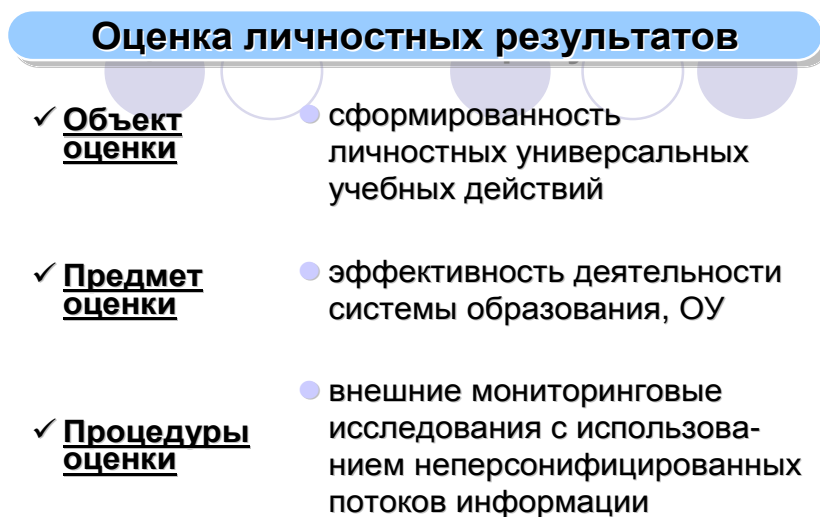 Оценка личностных результатов
✓ Объект
оценки
сформированность
личностных универсальных
учебных действий
✓ Предмет
оценки
эффективность деятельности
системы образования, ОУ
✓ Процедуры
оценки
внешние мониторинговые
исследования с использова-
нием неперсонифицированных
потоков информации